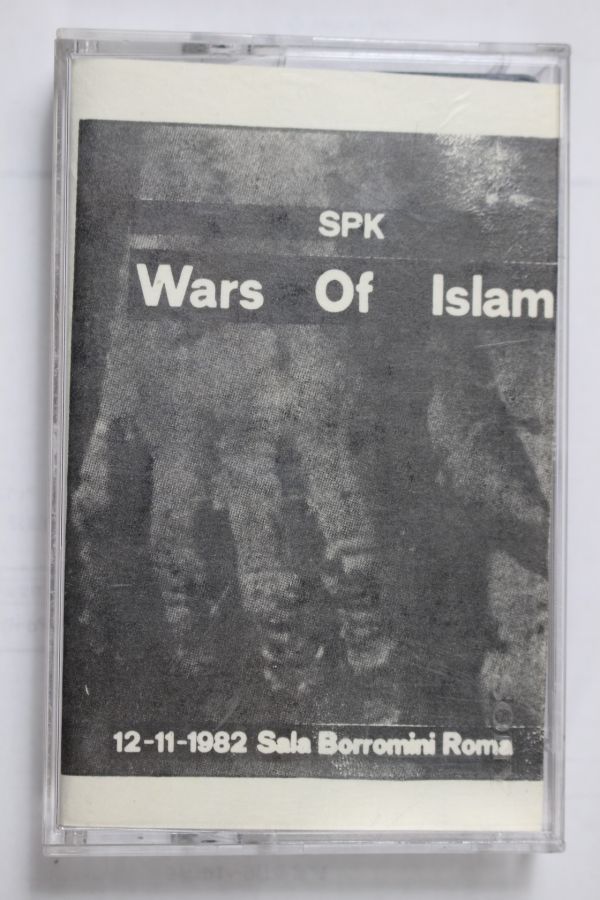 SPK
Wars Of Islam
12-11-1982 Sala Borromini Roma